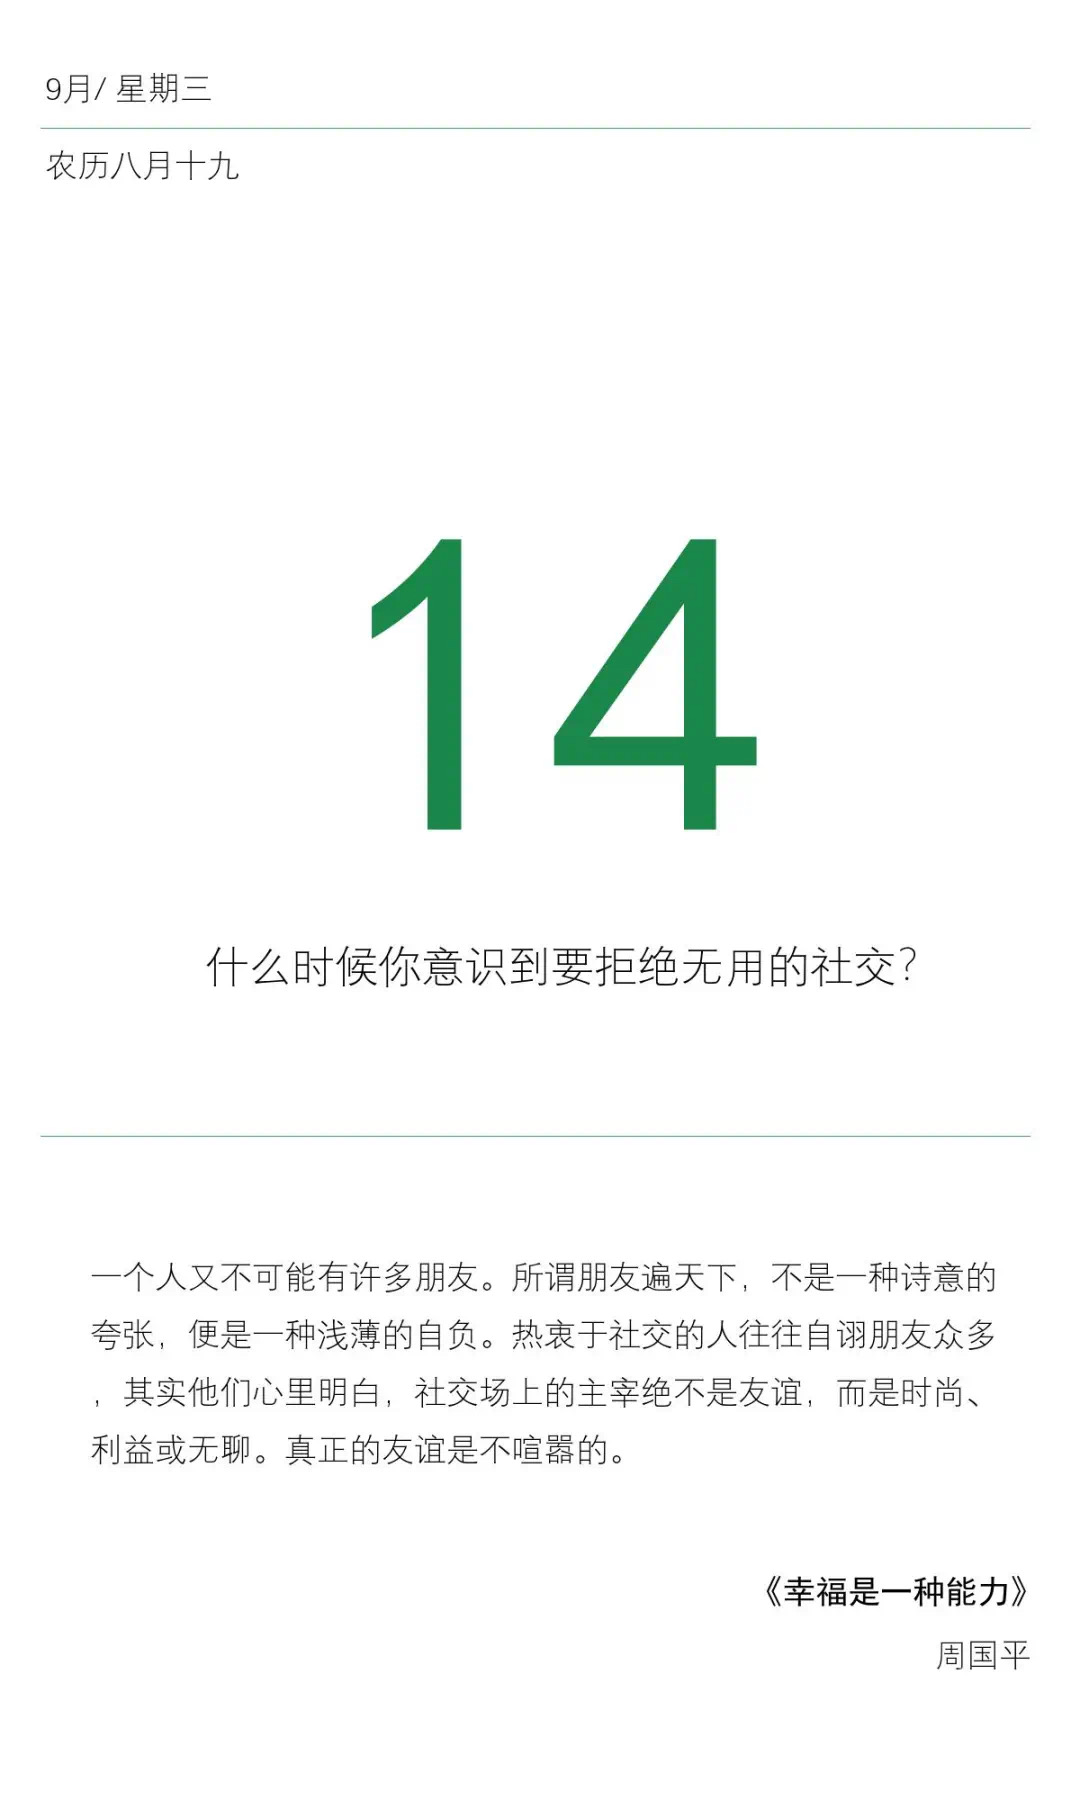 9月/ 星期三
农历八月十九
14
什么时候你意识到要拒绝无用的社交？
一个人又不可能有许多朋友。所谓朋友遍天下，不是一种诗意的
夸张，便是一种浅薄的自负。热衷于社交的人往往自诩朋友众多
，其实他们心里明白，社交场上的主宰绝不是友谊，而是时尚、
利益或无聊。真正的友谊是不喧嚣的。
《幸福是一种能力》
周国平